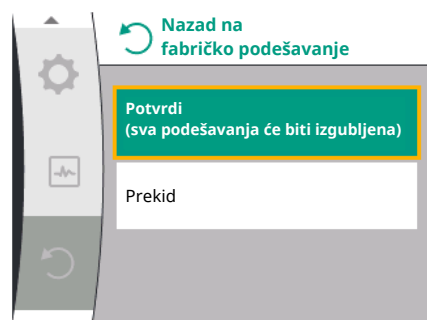 Nazad na
fabričko podešavanje
Potvrdi
(sva podešavanja će biti izgubljena)
Prekid